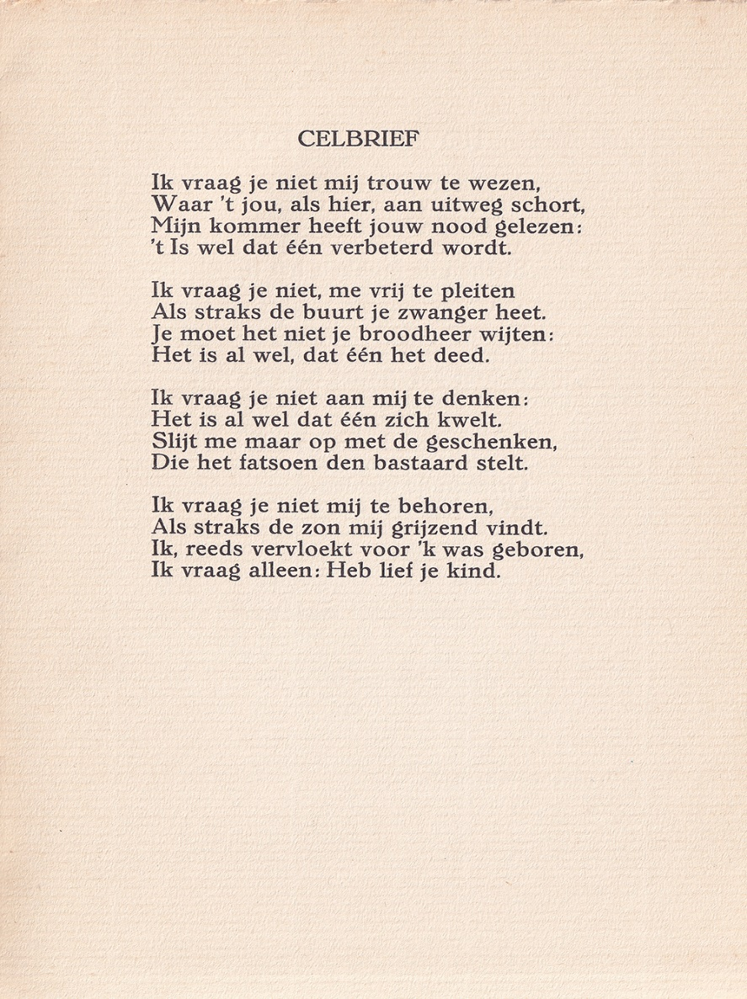 CELBRIEF
Ik vraag je niet mij trouw te wezen,
Waar 't jou, als hier, aan uitweg schort,
Mijn kommer heeft jouw nood gelezen:
't Is wel dat één verbeterd wordt.
Ik vraag je niet, me vrij te pleiten
Als straks de buurt je zwanger heet.
Je moet het niet je broodheer wijten:
Het is al wel, dat één het deed.
Ik vraag je niet aan mij te denken:
Het is al wel dat één zich kwelt.
Slijt me maar op met de geschenken,
Die het fatsoen den bastaard stelt.
Ik vraag je niet mij te behoren,
Als straks de zon mij grijzend vindt.
Ik, reeds vervloekt voor 'k was geboren,
Ik vraag alleen: Heb lief je kind.